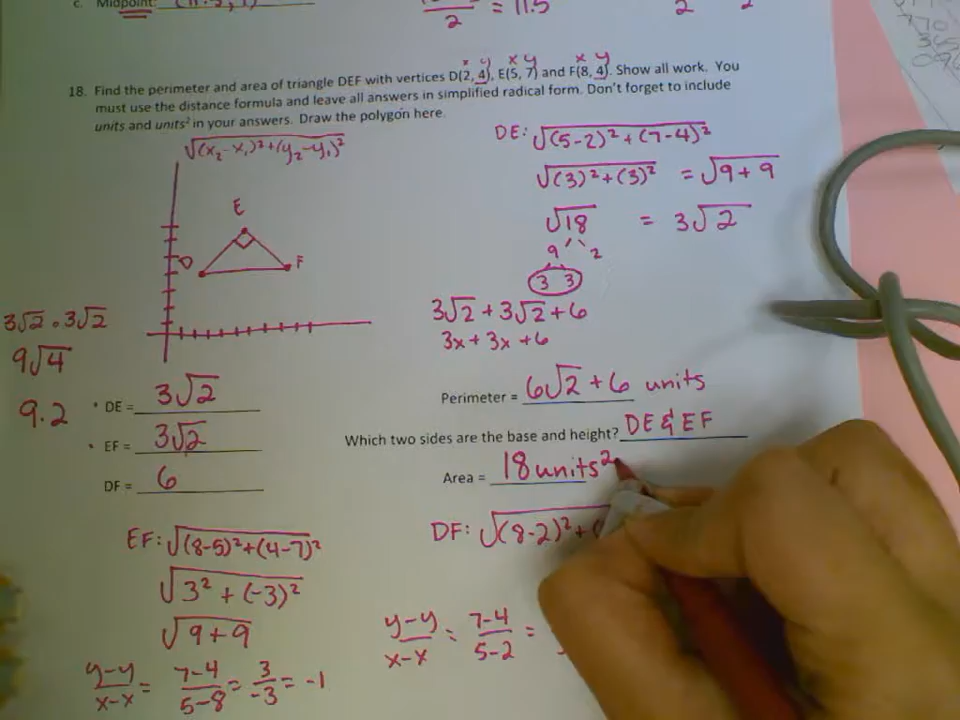 c. Midpoint:
2
= 11.5
2
2
x y x y x y
18. Find the perimeter and area of triangle DEF with vertices D(2, 4), E(5, 7) and F(8, 4). Show all work. You
must use the distance formula and leave all answers in simplified radical form. Don't forget to include
units and units² in your answers. Draw the polygon here.
√(x₂-x₁)²+(y₂-y₁)²
E
D
F
DE: √(5-2)²+(7-4)²
√(3)²+(3)² = √9+9
√18 = 3√2
9 2
3 3
3√2 + 3√2 + 6
3x + 3x + 6
3√2 · 3√2
9√4
9.2
DE = 3√2
EF = 3√2
DF = 6
Perimeter = 6√2 + 6 units
Which two sides are the base and height? DE & EF
Area = 18 units²
EF: √(8-5)²+(4-7)²
√3² + (-3)²
√9+9
y-y/x-x = 7-4/5-8 = 3/-3 = -1
DF: √(8-2)²+(
y-y/x-x = 7-4/5-2 =